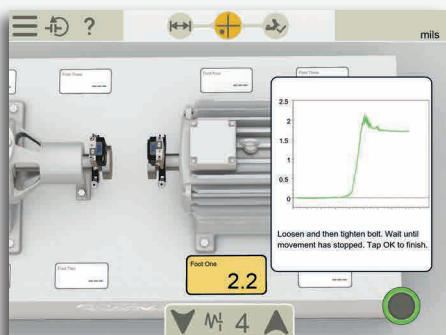 ?
mils
Foot Three
---
Foot Four
---
Foot Three
2.5
2
1.5
1
0.5
0
Loosen and then tighten bolt. Wait until
movement has stopped. Tap OK to finish.
Foot Two
---
Foot One
2.2
---
4